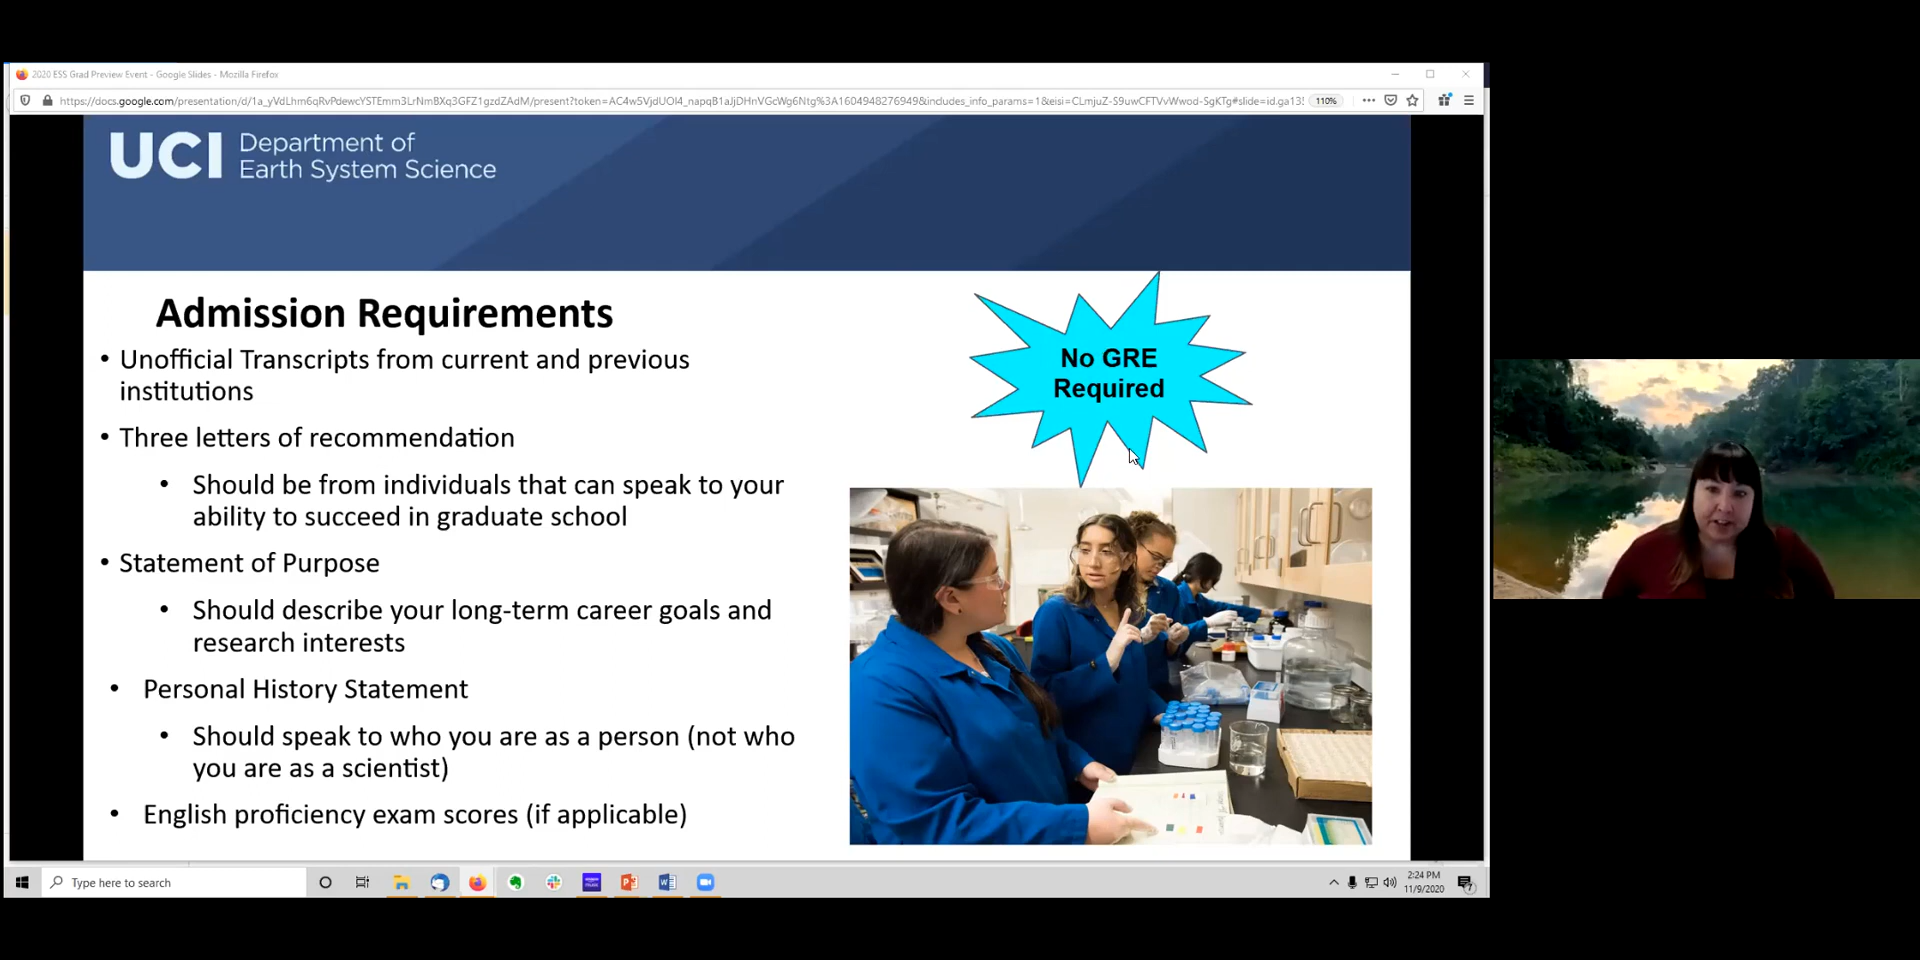 2020 ESS Grad Preview Event - Google Slides - Mozilla Firefox
110%
UCI Department of
Earth System Science
Admission Requirements
• Unofficial Transcripts from current and previous
institutions
• Three letters of recommendation
• Should be from individuals that can speak to your
ability to succeed in graduate school
• Statement of Purpose
• Should describe your long-term career goals and
research interests
• Personal History Statement
• Should speak to who you are as a person (not who
you are as a scientist)
• English proficiency exam scores (if applicable)
No GRE
Required
Type here to search
2:24 PM
11/9/2020